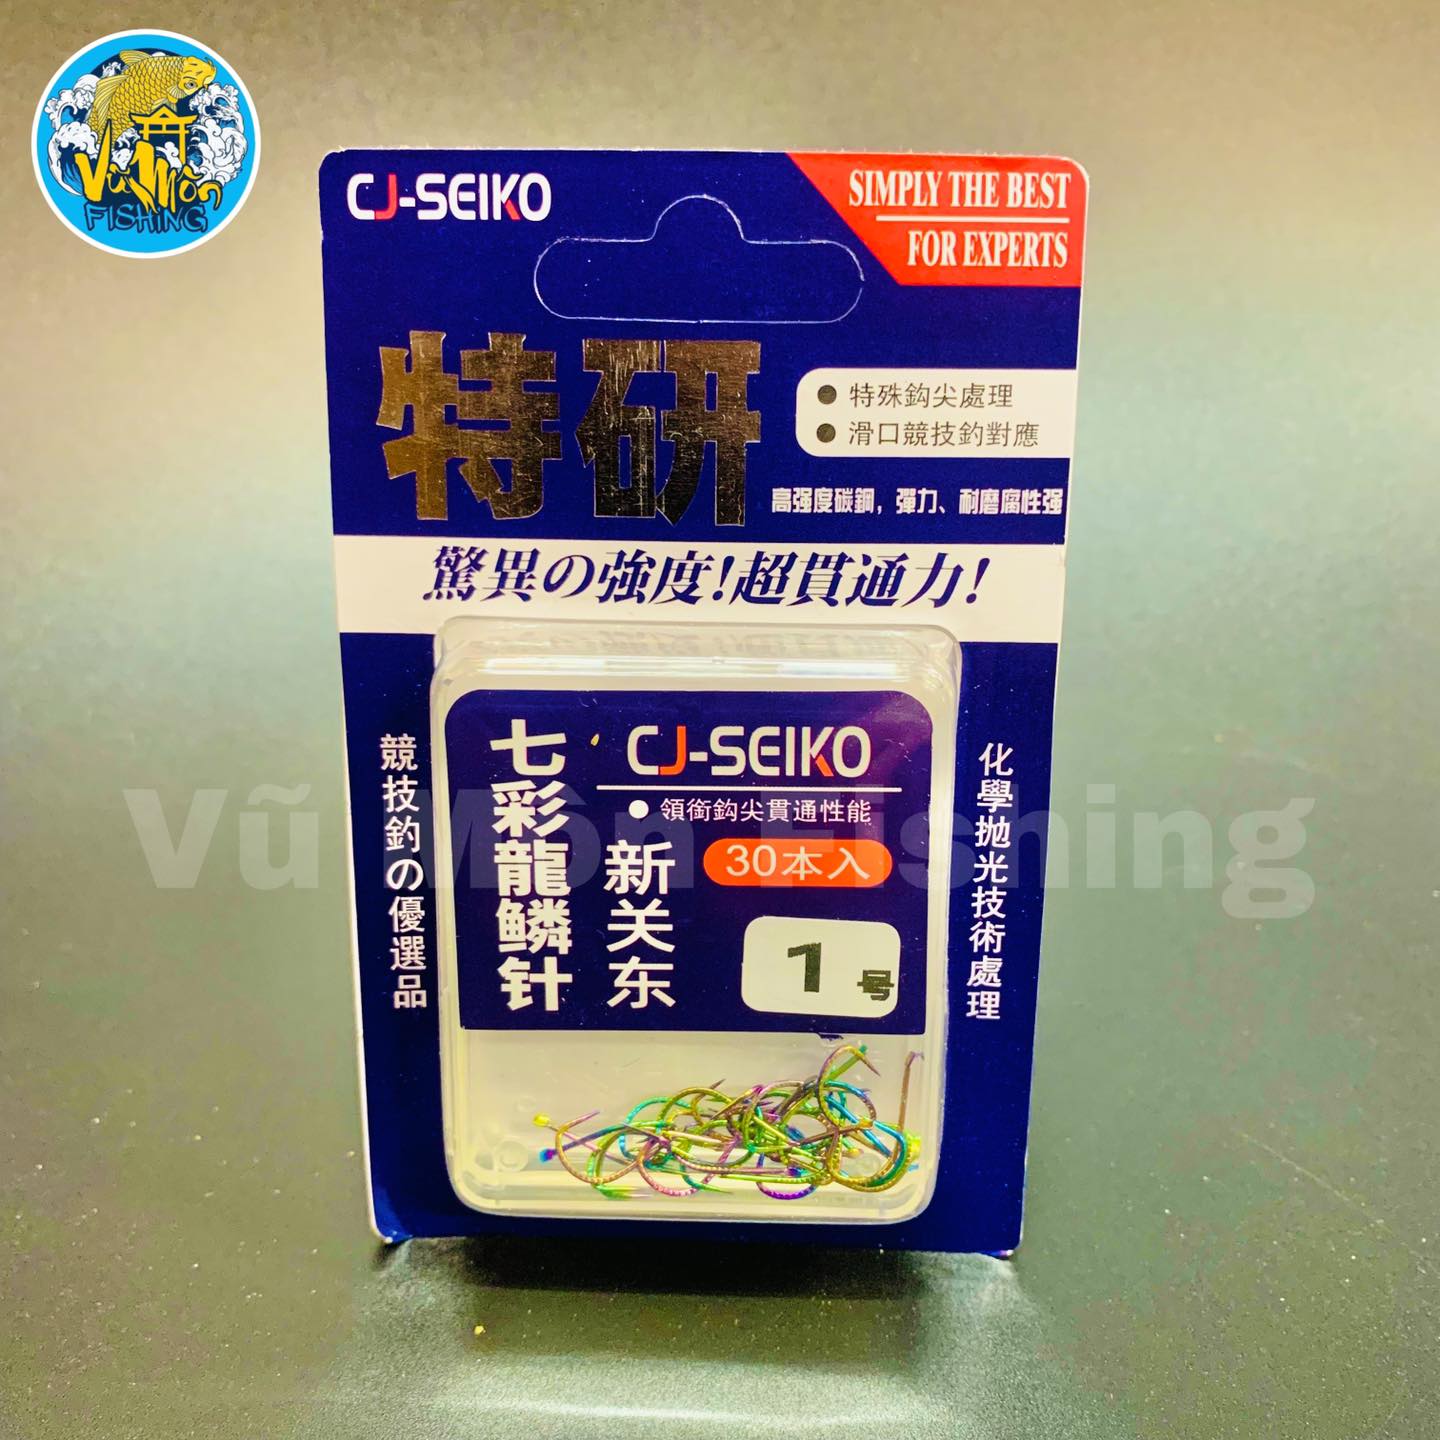 Vũ Môn
FISHING
CJ-SEIKO
SIMPLY THE BEST
FOR EXPERTS
特研
● 特殊鈎尖處理
● 滑口競技釣對應
高强度碳鋼，彈力、耐磨腐性强
驚異の強度!超貫通力!
競技釣の優選品
七彩龍鱗针
CJ-SEIKO
● 領銜鈎尖貫通性能
新关东
30本入
1号
化學抛光技術處理
Vũ Môn Fishing